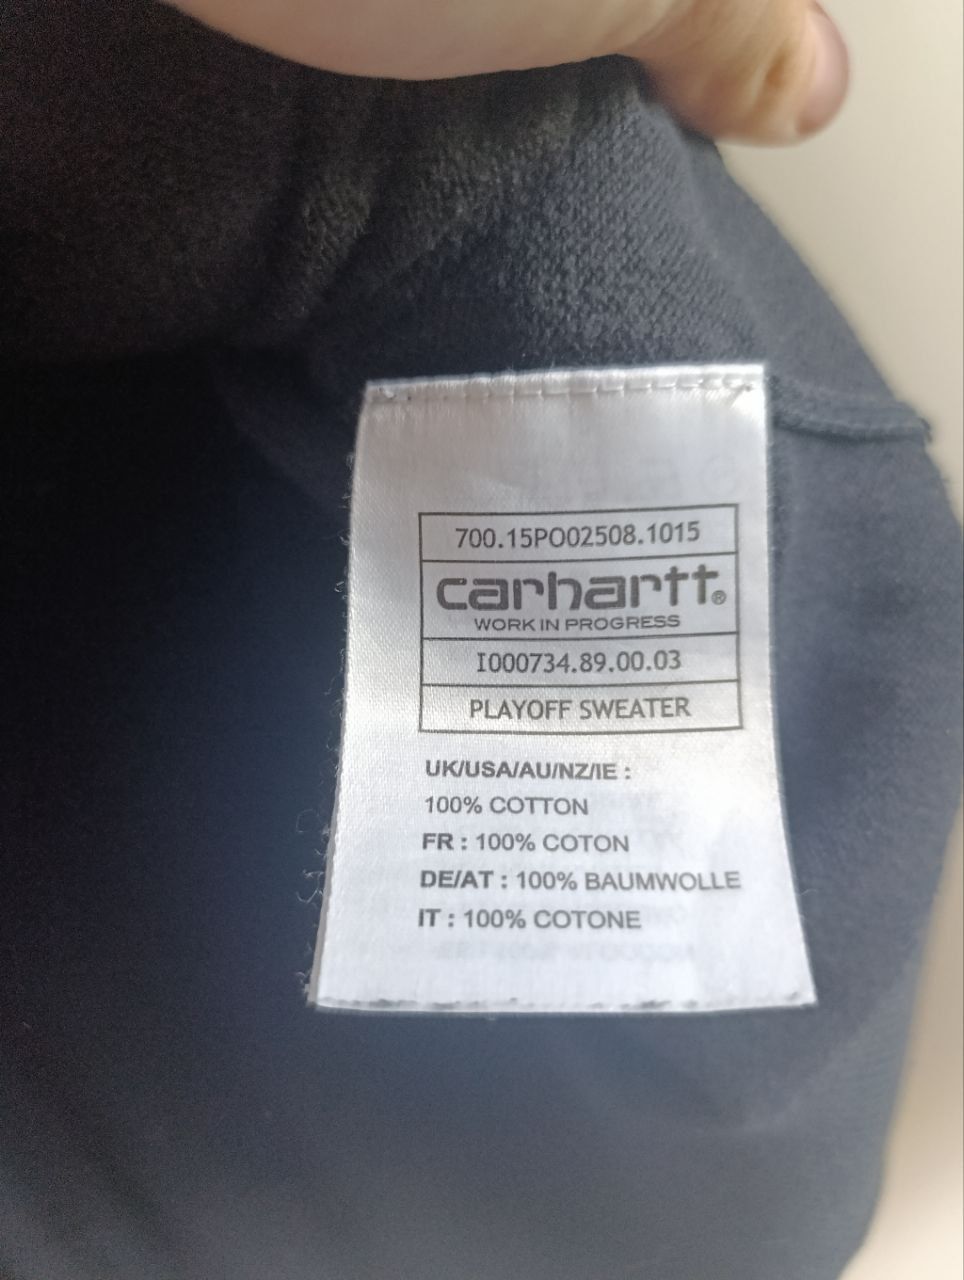 700.15PO02508.1015
carhartt®
WORK IN PROGRESS
I000734.89.00.03
PLAYOFF SWEATER
UK/USA/AU/NZ/IE :
100% COTTON
FR : 100% COTON
DE/AT : 100% BAUMWOLLE
IT : 100% COTONE